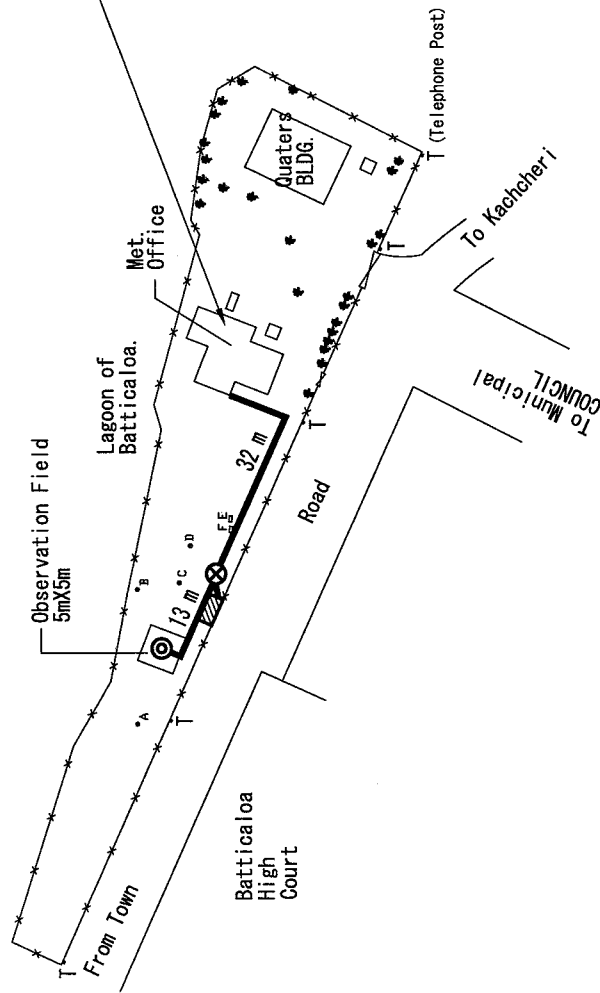 Observation Field
5mX5m
Lagoon of
Batticaloa.
Met.
Office
Quaters
BLDG.
T (Telephone Post)
T
To Kachcheri
To Municipal
COUNCIL
T
32 m
Road
F E
D
C
B
13 m
A
T
Batticaloa
High
Court
From Town
T